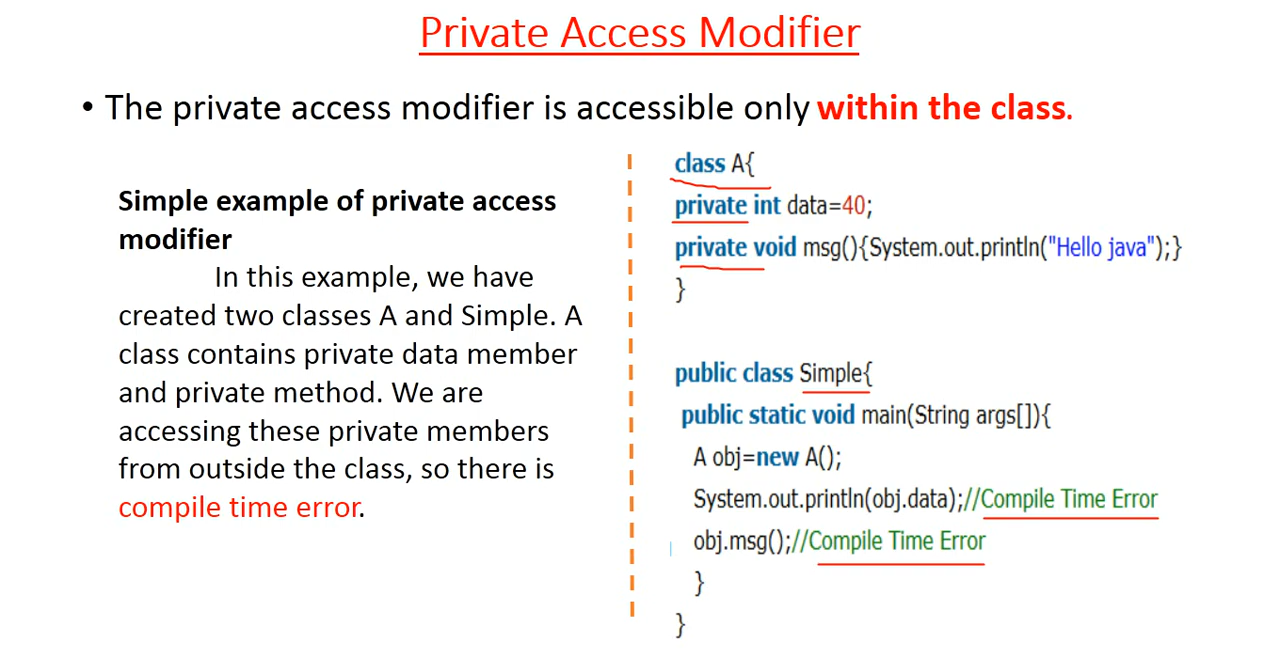 Private Access Modifier
• The private access modifier is accessible only within the class.
Simple example of private access
modifier
In this example, we have
created two classes A and Simple. A
class contains private data member
and private method. We are
accessing these private members
from outside the class, so there is
compile time error.
class A{
private int data=40;
private void msg(){System.out.println("Hello java");}
}
public class Simple{
public static void main(String args[]){
A obj=new A();
System.out.println(obj.data);//Compile Time Error
obj.msg();//Compile Time Error
}
}